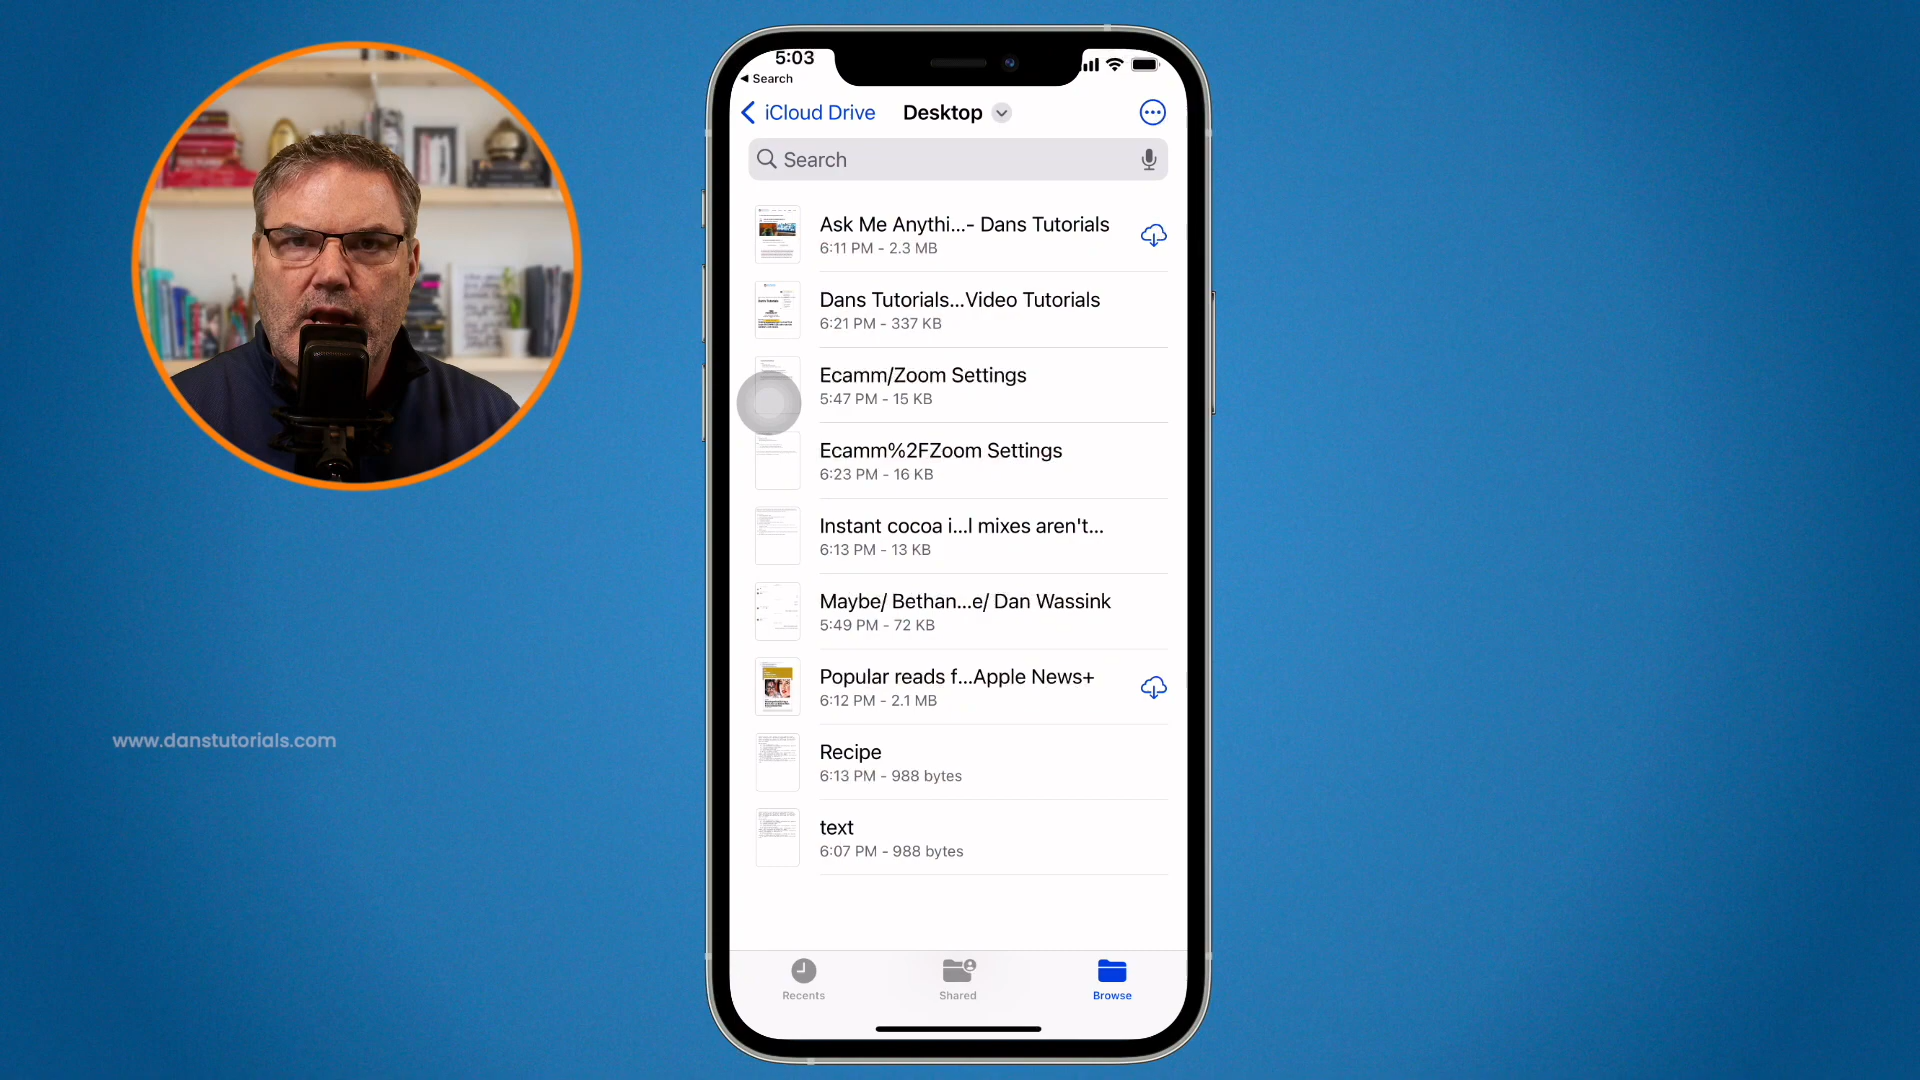 5:03
Search
iCloud Drive
Desktop
Search
Ask Me Anythi...- Dans Tutorials
6:11 PM - 2.3 MB
Dans Tutorials...Video Tutorials
6:21 PM - 337 KB
Ecamm/Zoom Settings
5:47 PM - 15 KB
Ecamm%2FZoom Settings
6:23 PM - 16 KB
Instant cocoa i...l mixes aren't...
6:13 PM - 13 KB
Maybe/ Bethan...e/ Dan Wassink
5:49 PM - 72 KB
Popular reads f...Apple News+
6:12 PM - 2.1 MB
Recipe
6:13 PM - 988 bytes
text
6:07 PM - 988 bytes
Recents
Shared
Browse
www.danstutorials.com